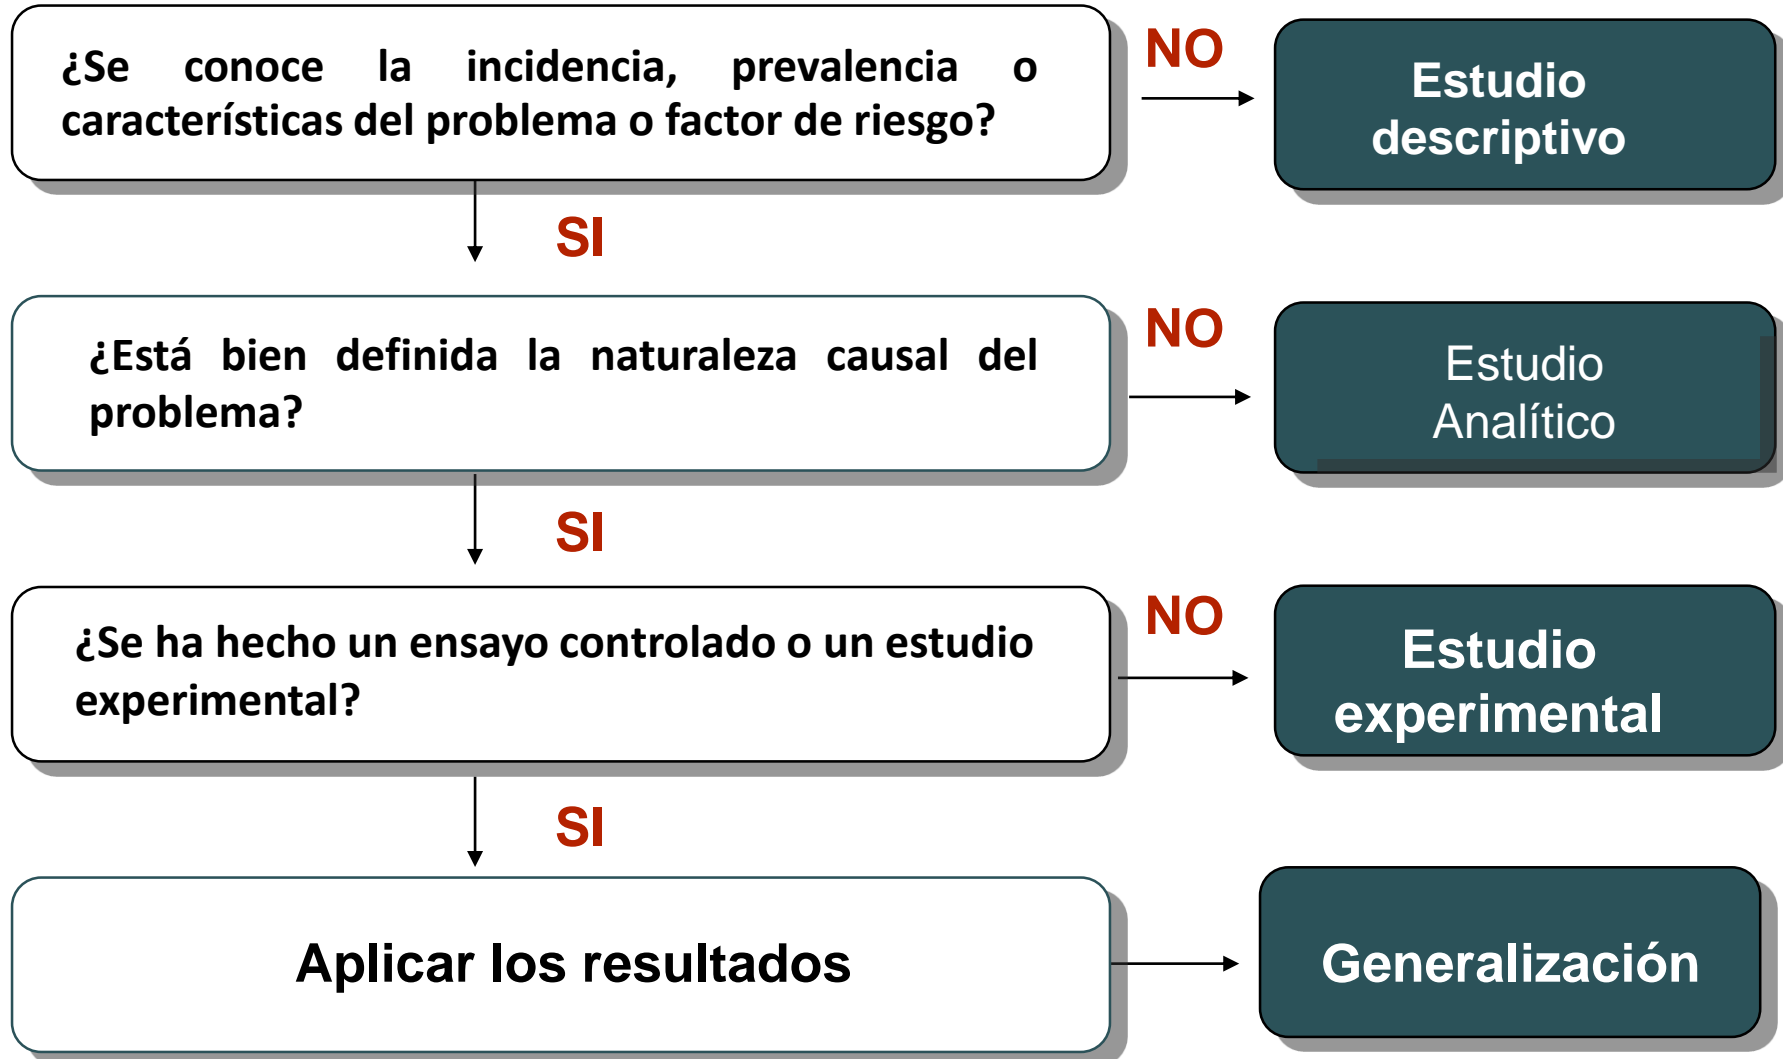 ¿Se conoce la incidencia, prevalencia o
características del problema o factor de riesgo?
NO
Estudio
descriptivo
SI
¿Está bien definida la naturaleza causal del
problema?
NO
Estudio
Analítico
SI
¿Se ha hecho un ensayo controlado o un estudio
experimental?
NO
Estudio
experimental
SI
Aplicar los resultados
Generalización